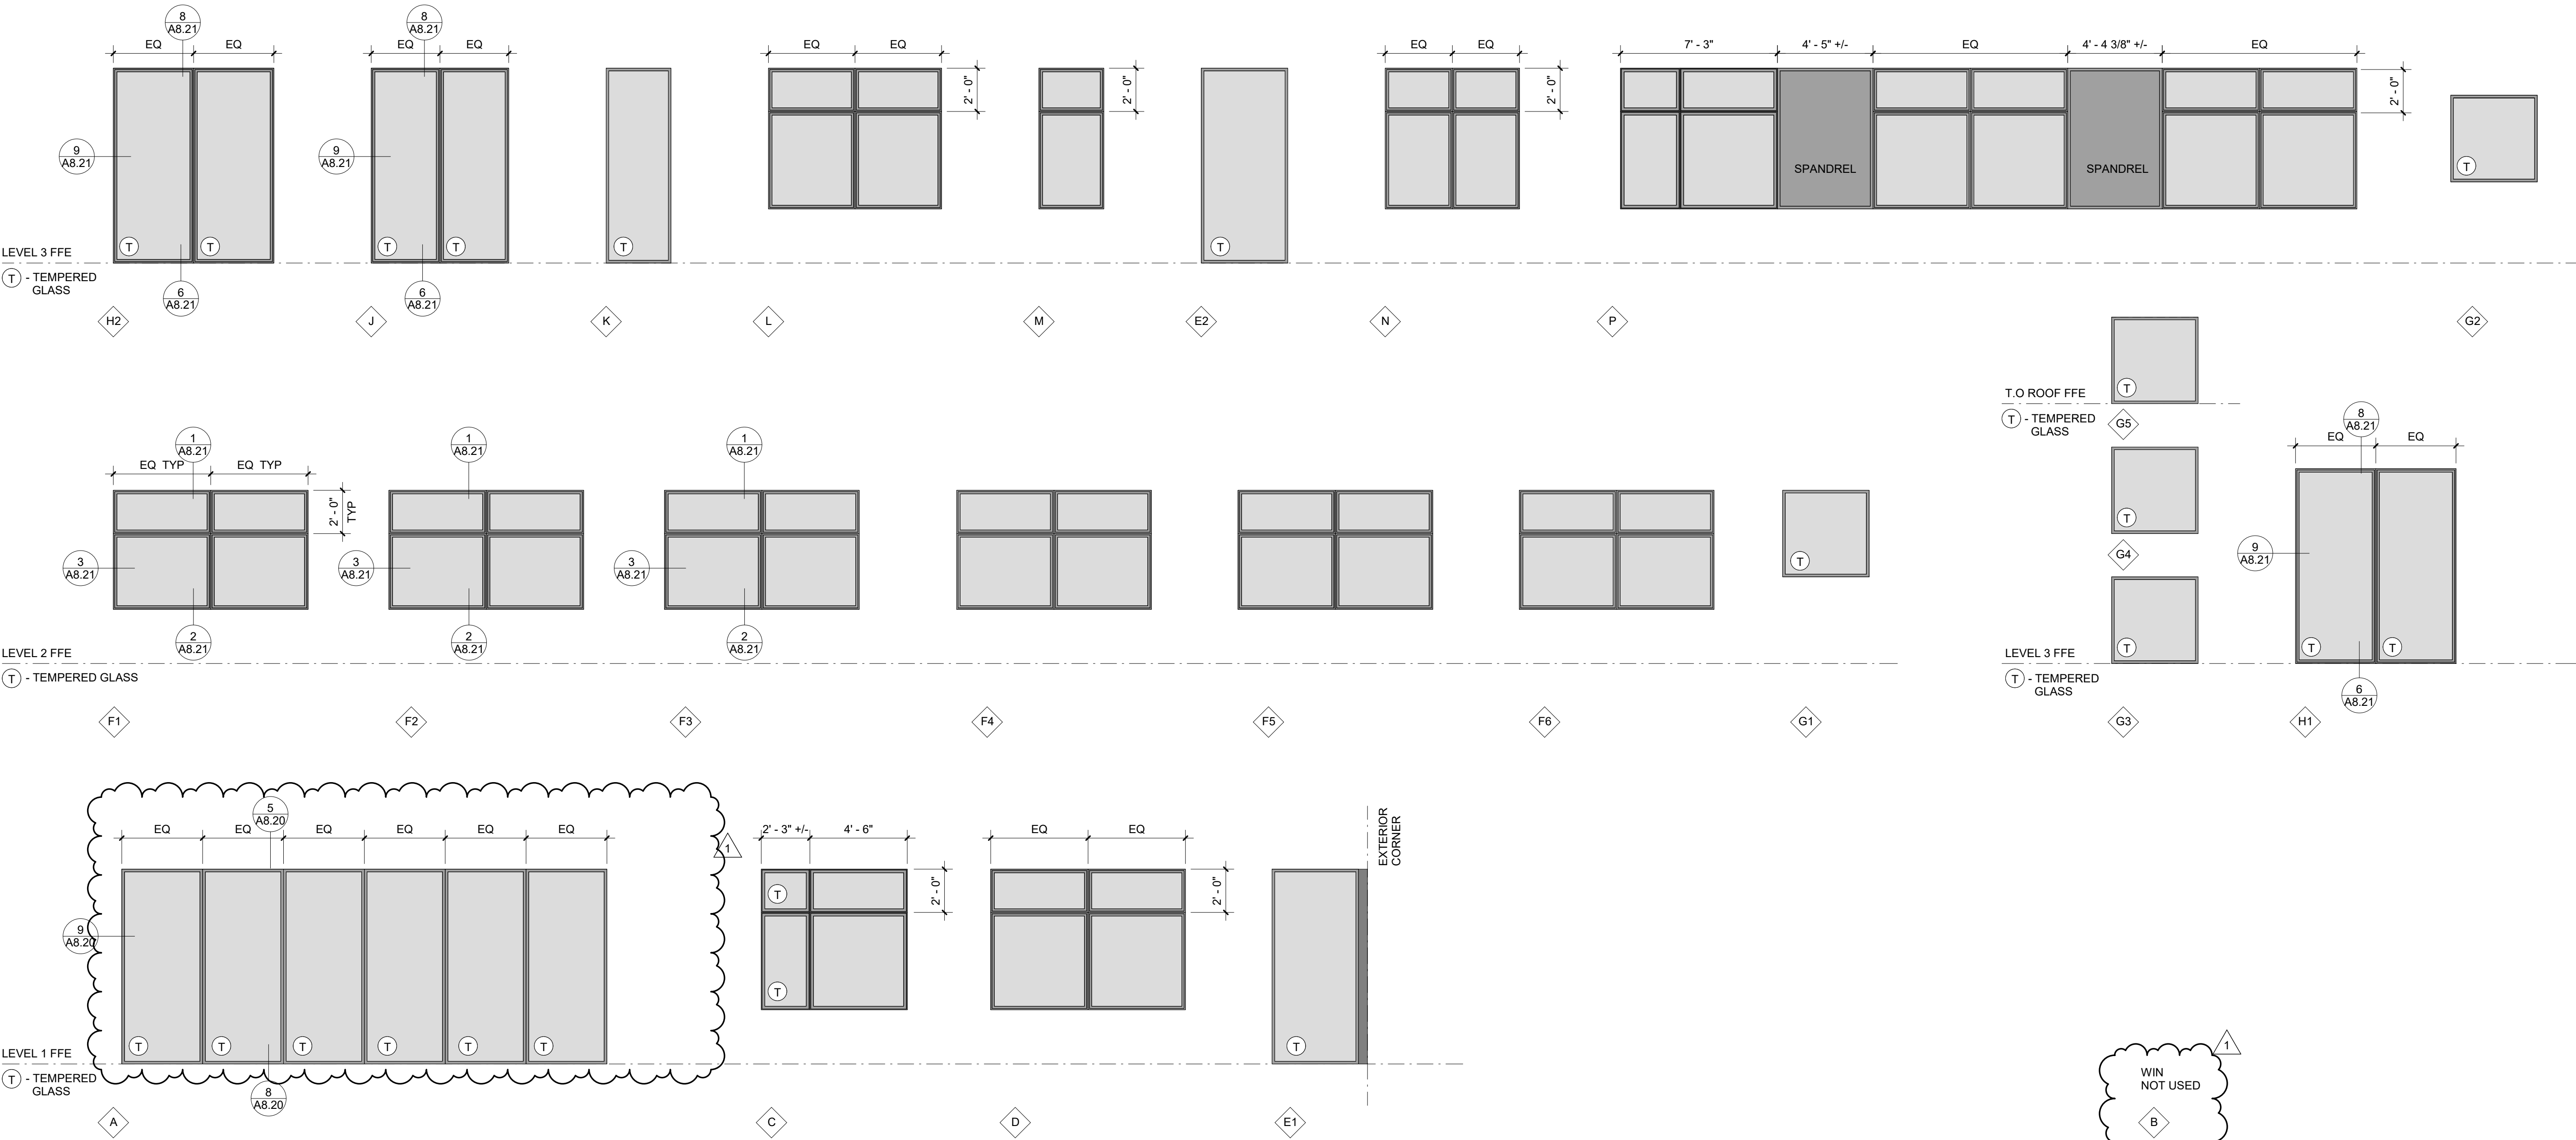 8
A8.21
8
A8.21
EQ
EQ
EQ
EQ
EQ
EQ
EQ
EQ
7' - 3"
4' - 5" +/-
EQ
4' - 4 3/8" +/-
EQ
2' - 0"
2' - 0"
2' - 0"
2' - 0"
9
A8.21
9
A8.21
SPANDREL
SPANDREL
T
T
T
T
T
T
T
T
LEVEL 3 FFE
T - TEMPERED
GLASS
6
A8.21
6
A8.21
H2
J
K
L
M
E2
N
P
G2
T
T.O ROOF FFE
T - TEMPERED
GLASS
G5
8
A8.21
1
A8.21
1
A8.21
1
A8.21
EQ
EQ
EQ TYP
EQ TYP
2' - 0"
TYP
T
G4
9
A8.21
3
A8.21
3
A8.21
3
A8.21
T
2
A8.21
2
A8.21
2
A8.21
T
T
T
LEVEL 2 FFE
T - TEMPERED GLASS
LEVEL 3 FFE
T - TEMPERED
GLASS
6
A8.21
F1
F2
F3
F4
F5
F6
G1
G3
H1
5
A8.20
EQ
EQ
EQ
EQ
EQ
EQ
1
2' - 3" +/-
4' - 6"
EQ
EQ
EXTERIOR
CORNER
2' - 0"
2' - 0"
T
9
A8.20
T
T
T
T
T
T
T
T
LEVEL 1 FFE
T - TEMPERED
GLASS
8
A8.20
1
WIN
NOT USED
A
C
D
E1
B